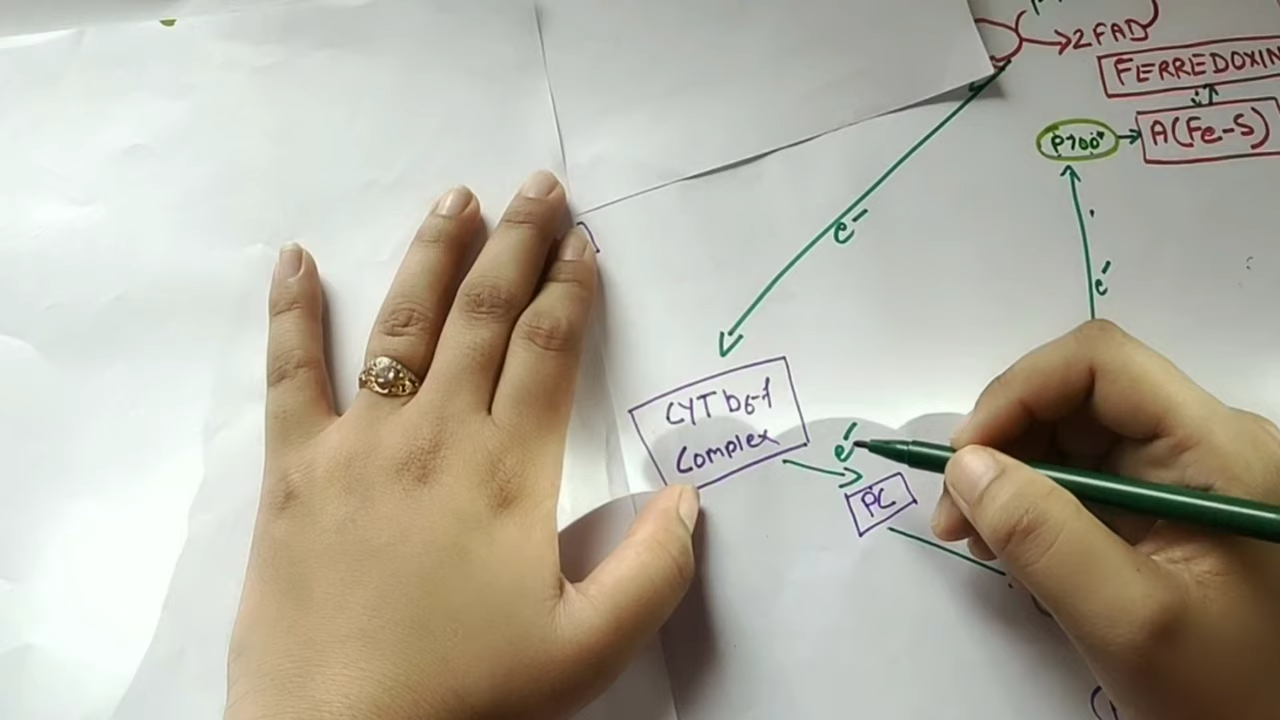 2FAD
FERREDOXIN
P700*
A(Fe-S)
e-
e-
CYT b6-f
Complex
e-
PC